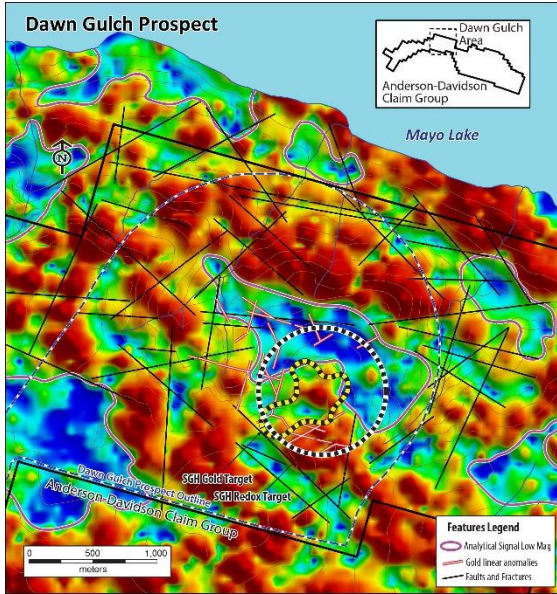 Dawn Gulch Prospect
Dawn Gulch
Area
Anderson-Davidson
Claim Group
Mayo Lake
N
SGH Gold Target
SGH Redox Target
Dawn Gulch Prospect Outline
Anderson-Davidson Claim Group
0 500 1,000
meters
Features Legend
Analytical Signal Low Mag
Gold linear anomalies
Faults and Fractures